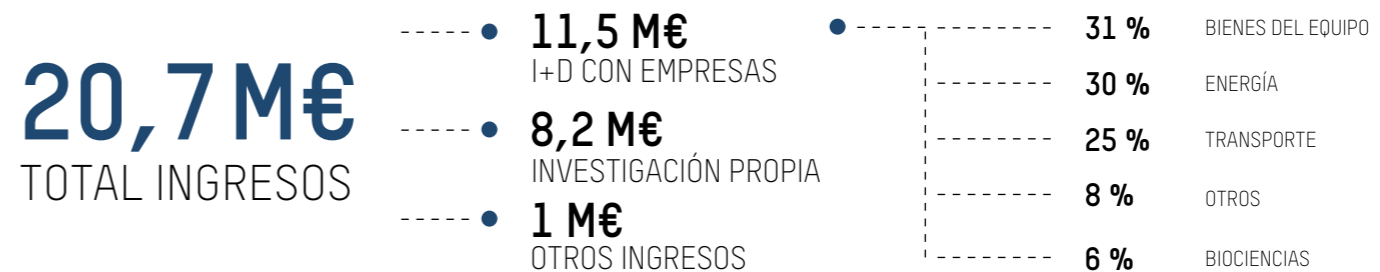 20,7 M€
TOTAL INGRESOS
11,5 M€
I+D CON EMPRESAS
8,2 M€
INVESTIGACIÓN PROPIA
1 M€
OTROS INGRESOS
31 % BIENES DEL EQUIPO
30 % ENERGÍA
25 % TRANSPORTE
8 % OTROS
6 % BIOCIENCIAS